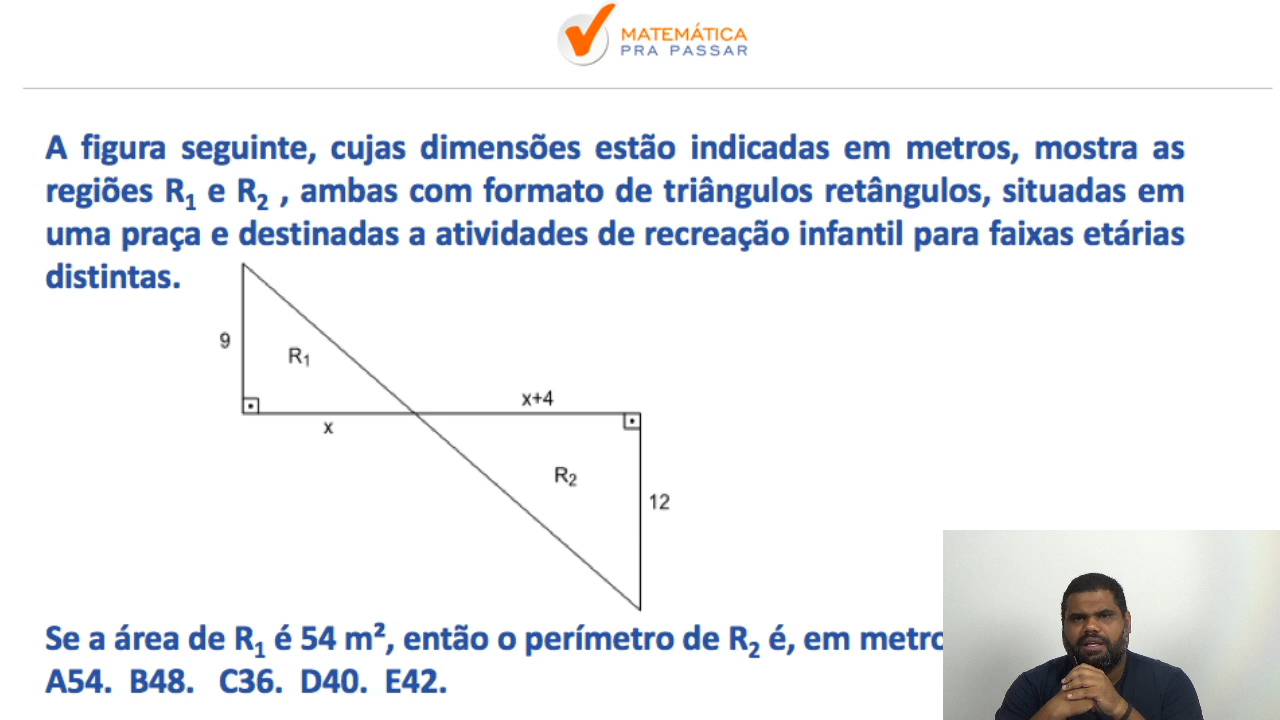 MATEMÁTICA
PRA PASSAR
A figura seguinte, cujas dimensões estão indicadas em metros, mostra as
regiões R₁ e R₂ , ambas com formato de triângulos retângulos, situadas em
uma praça e destinadas a atividades de recreação infantil para faixas etárias
distintas.
9
R₁
x+4
x
R₂
12
Se a área de R₁ é 54 m², então o perímetro de R₂ é, em
A54. B48. C36. D40. E42.